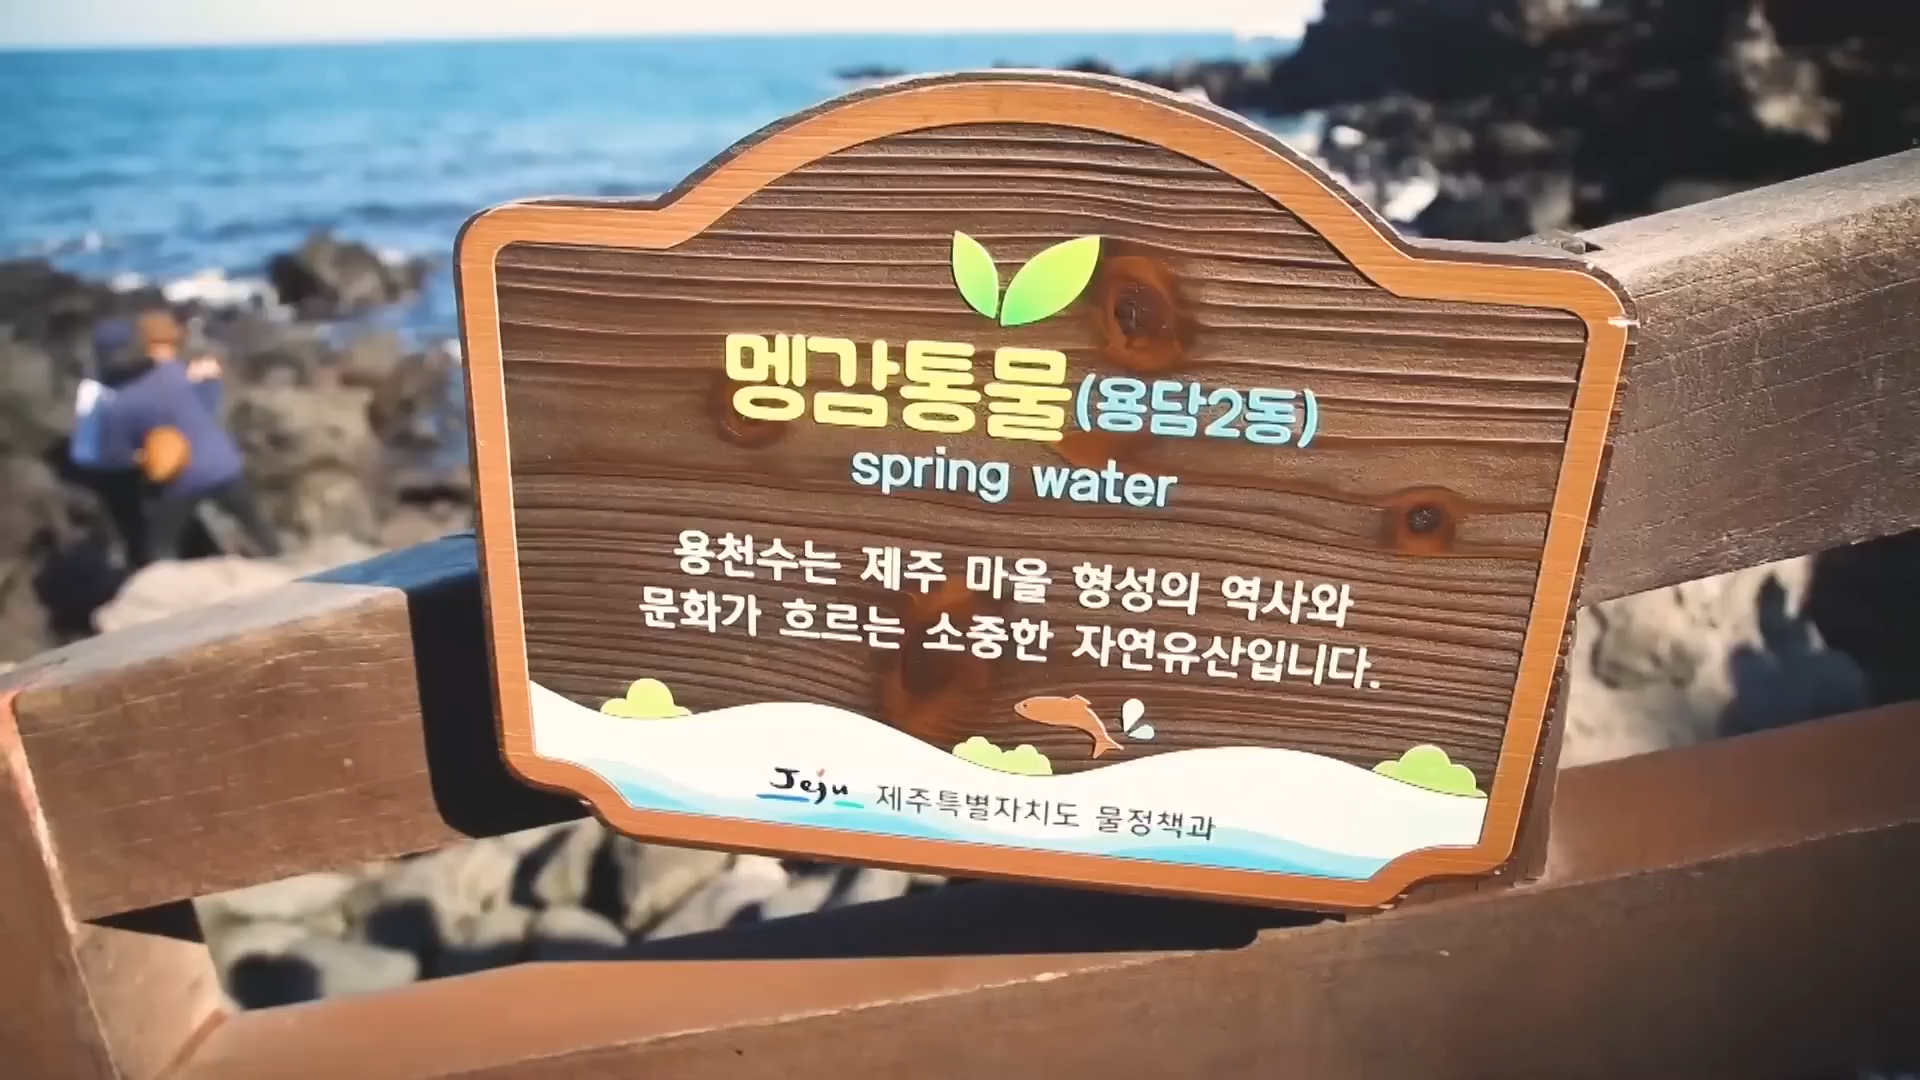 멩감통물(용담2동)
spring water
용천수는 제주 마을 형성의 역사와
문화가 흐르는 소중한 자연유산입니다.
Jeju 제주특별자치도 물정책과